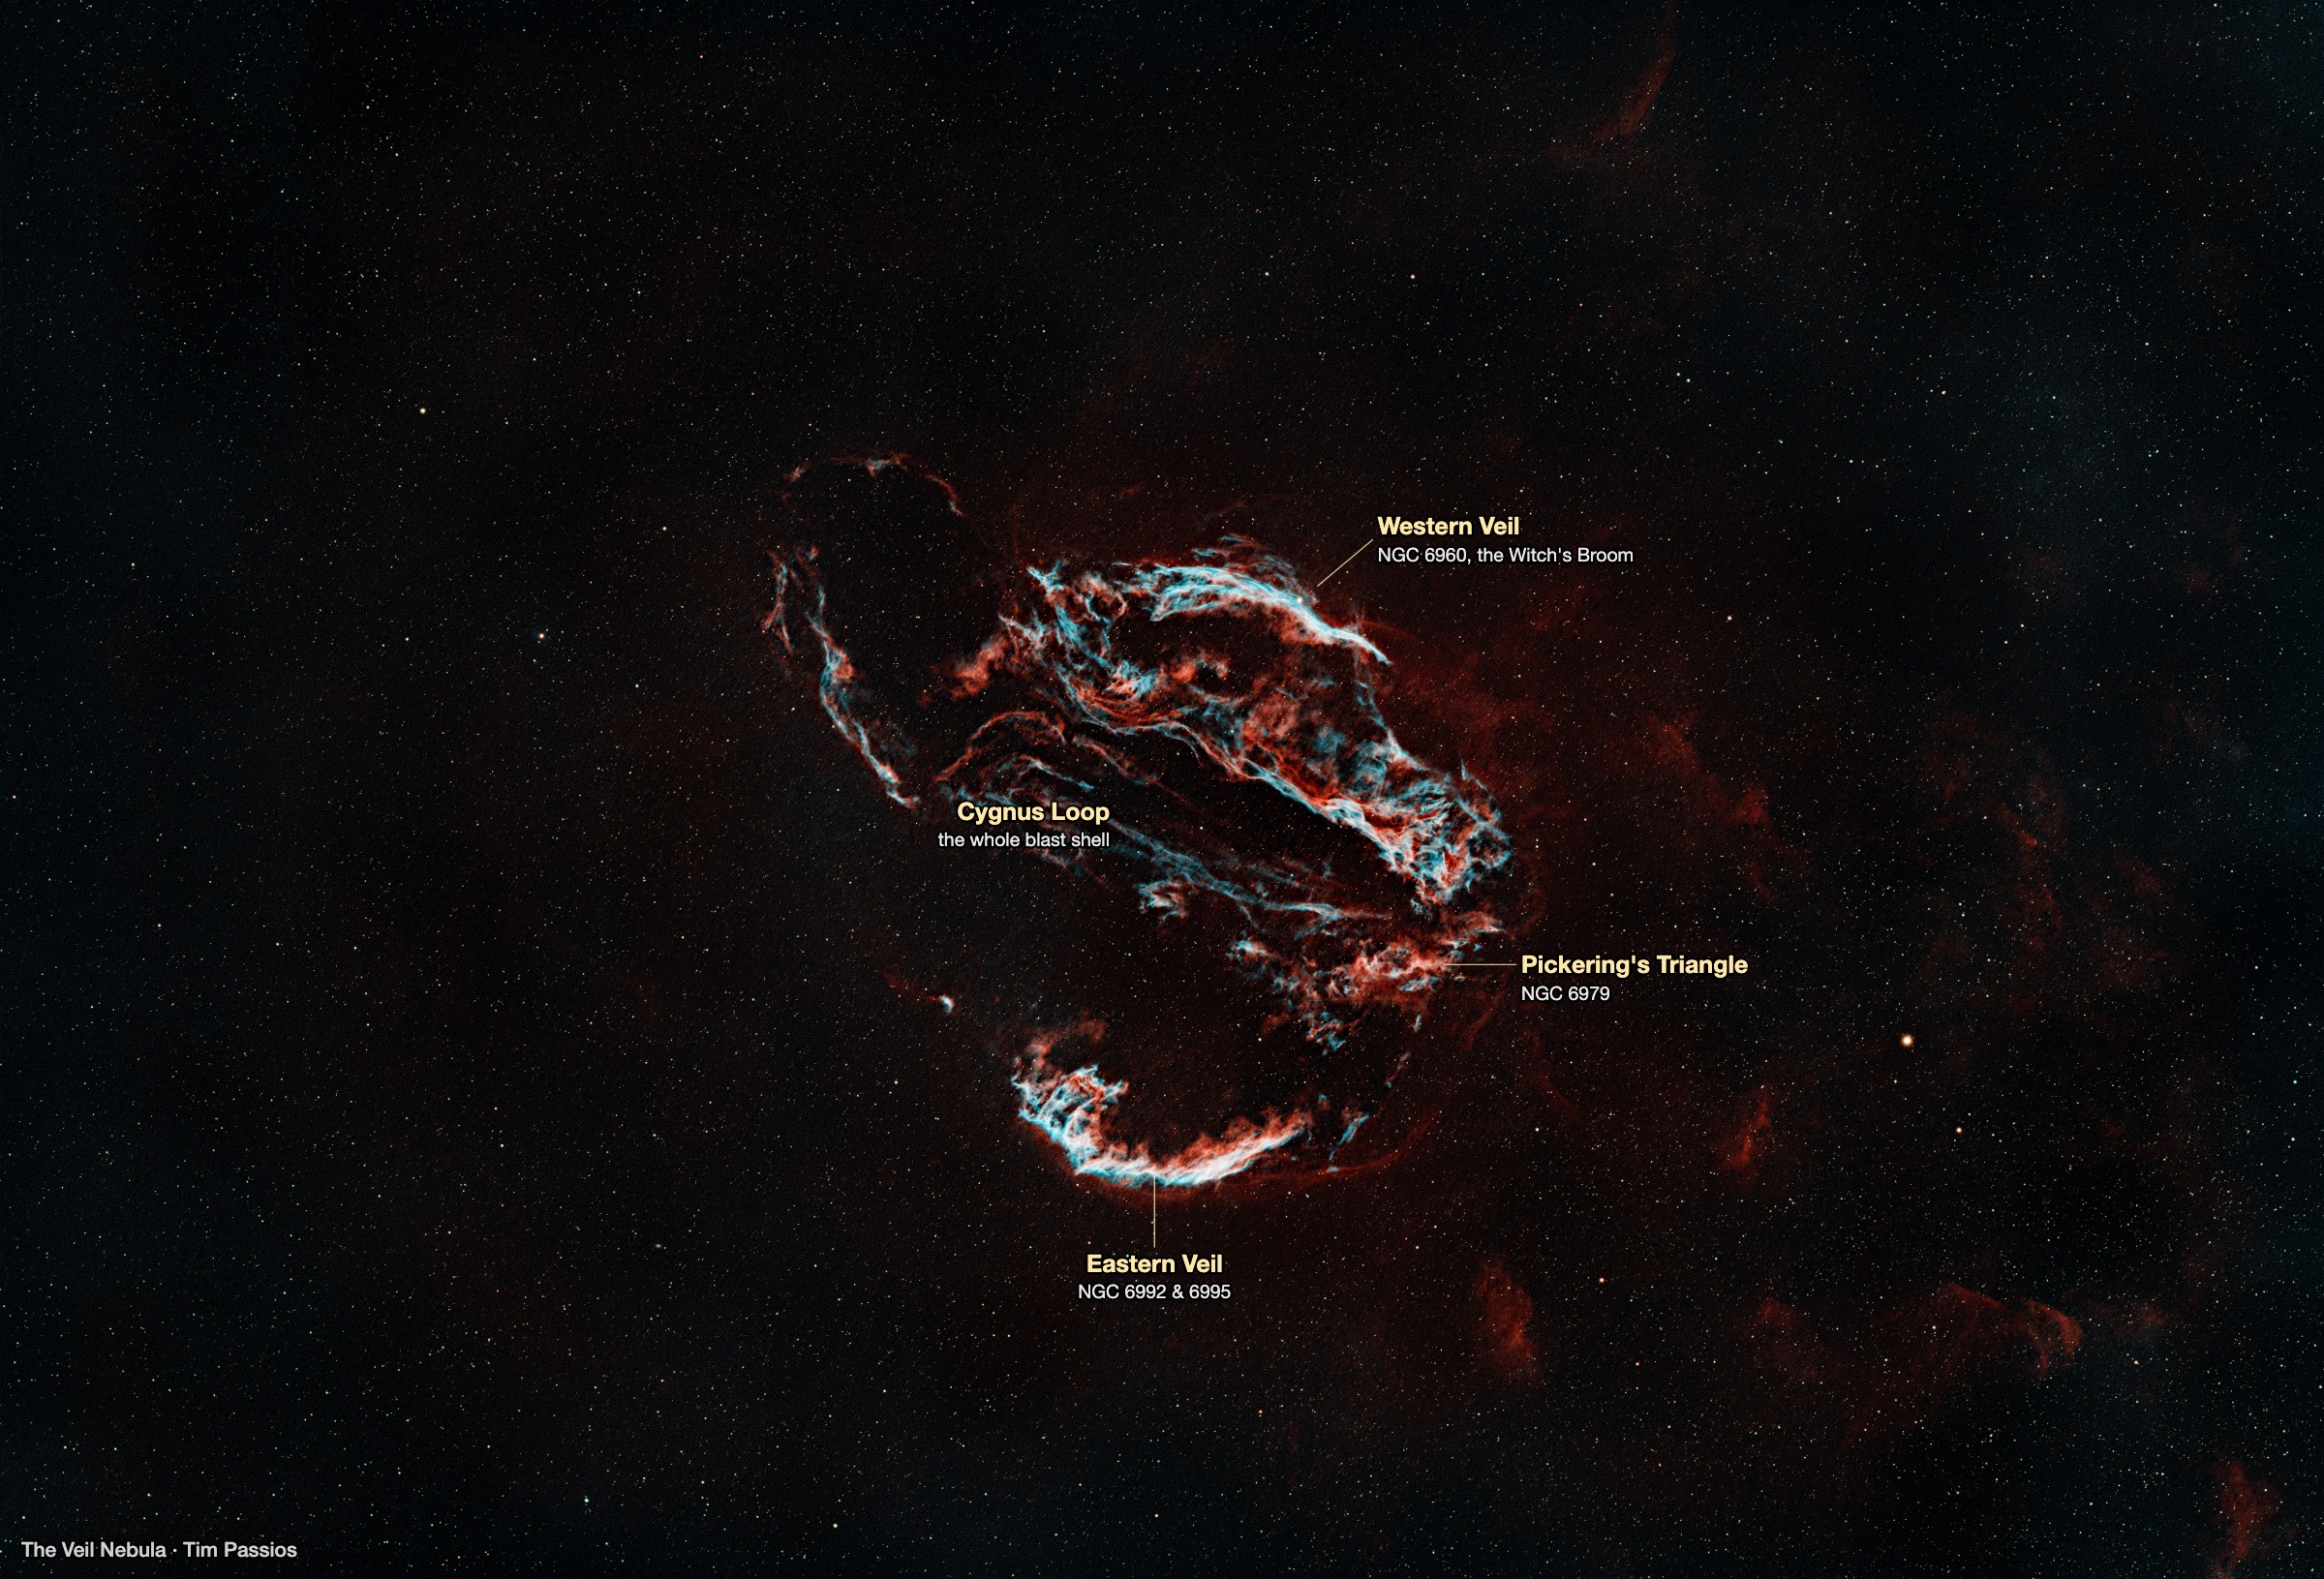 Western Veil
NGC 6960, the Witch's Broom
Cygnus Loop
the whole blast shell
Pickering's Triangle
NGC 6979
Eastern Veil
NGC 6992 & 6995
The Veil Nebula · Tim Passios